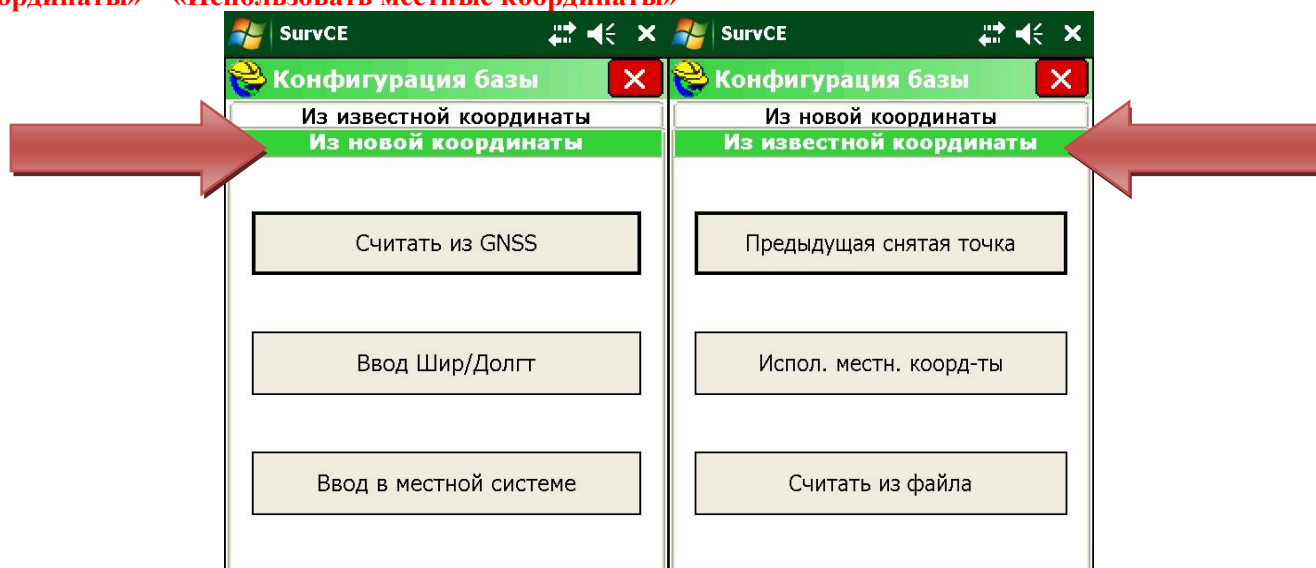 ординаты» – «Использовать местные координаты»
SurvCE
Конфигурация базы
Из известной координаты
Из новой координаты
Считать из GNSS
Ввод Шир/Долгт
Ввод в местной системе
SurvCE
Конфигурация базы
Из новой координаты
Из известной координаты
Предыдущая снятая точка
Испол. местн. коорд-ты
Считать из файла